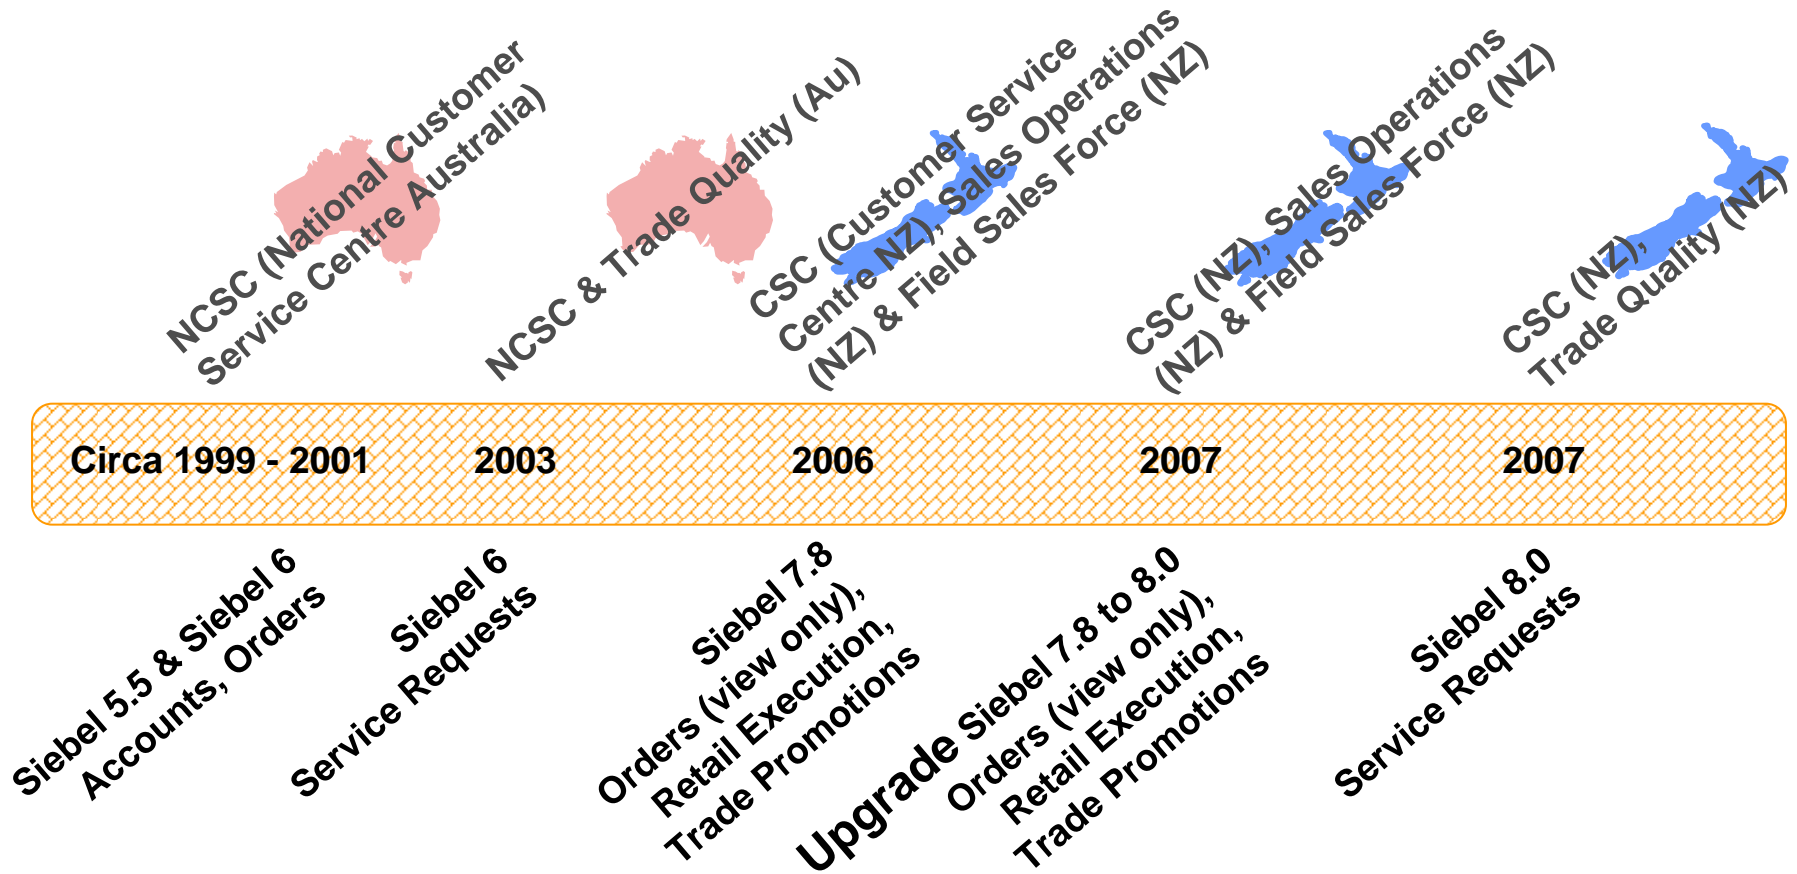 NCSC (National Customer
Service Centre Australia)
NCSC & Trade Quality (Au)
CSC (Customer Service
Centre NZ), Sales Operations
(NZ) & Field Sales Force (NZ)
CSC (NZ), Sales Operations
(NZ) & Field Sales Force (NZ)
CSC (NZ),
Trade Quality (NZ)
Circa 1999 - 2001
2003
2006
2007
2007
Siebel 5.5 & Siebel 6
Accounts, Orders
Siebel 6
Service Requests
Siebel 7.8
Orders (view only),
Retail Execution,
Trade Promotions
Upgrade Siebel 7.8 to 8.0
Orders (view only),
Retail Execution,
Trade Promotions
Siebel 8.0
Service Requests